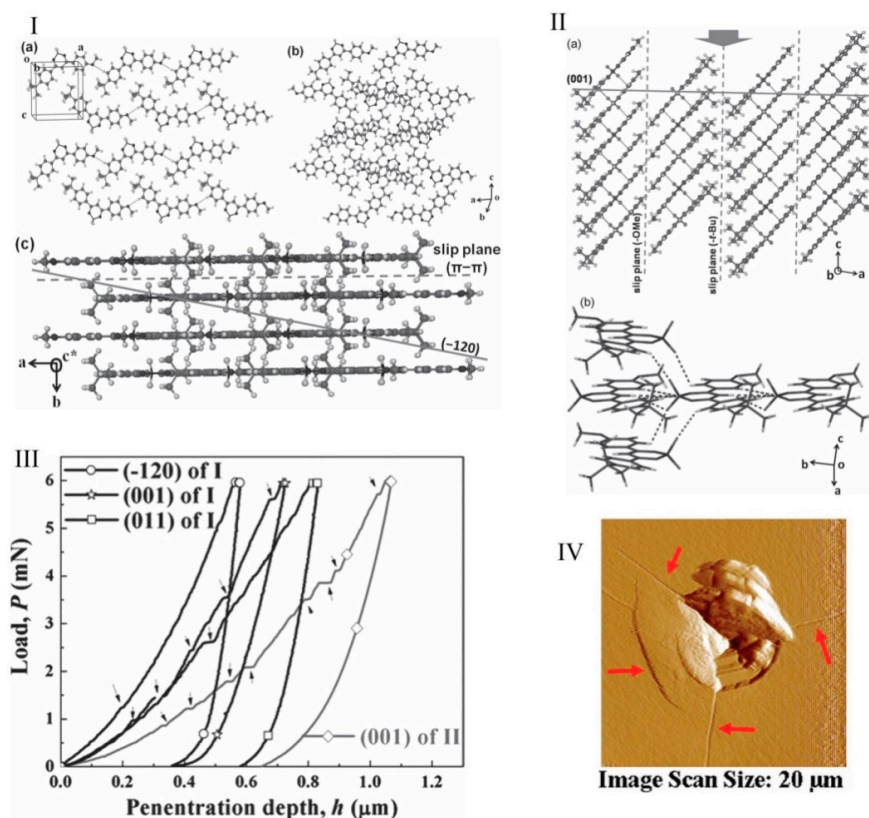 I
(a)
o
a
b
c
(b)
c
a
o
b
(c)
slip plane
(π–π)
(–120)
a
c*
b
II
(a)
(001)
slip plane (-OMe)
slip plane (-t-Bu)
c
b
a
(b)
c
b
o
a
III
(-120) of I
(001) of I
(011) of I
Load, P (mN)
6
5
4
3
2
1
0
(001) of II
0.0 0.2 0.4 0.6 0.8 1.0 1.2
Penentration depth, h (μm)
IV
Image Scan Size: 20 μm